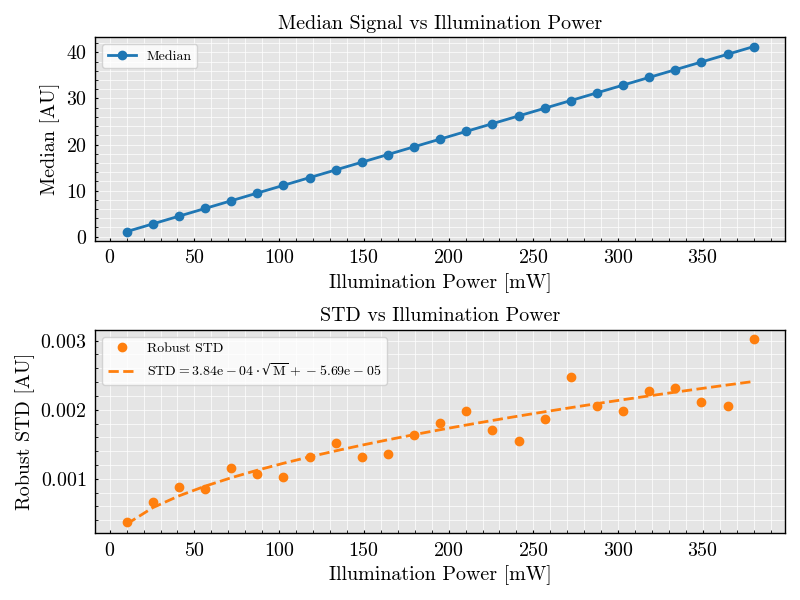 Median Signal vs Illumination Power
Median [AU]
40
30
20
10
0
Median
0 50 100 150 200 250 300 350
Illumination Power [mW]
STD vs Illumination Power
Robust STD [AU]
0.003
0.002
0.001
Robust STD
STD = 3.84e − 04 · √M + −5.69e − 05
0 50 100 150 200 250 300 350
Illumination Power [mW]